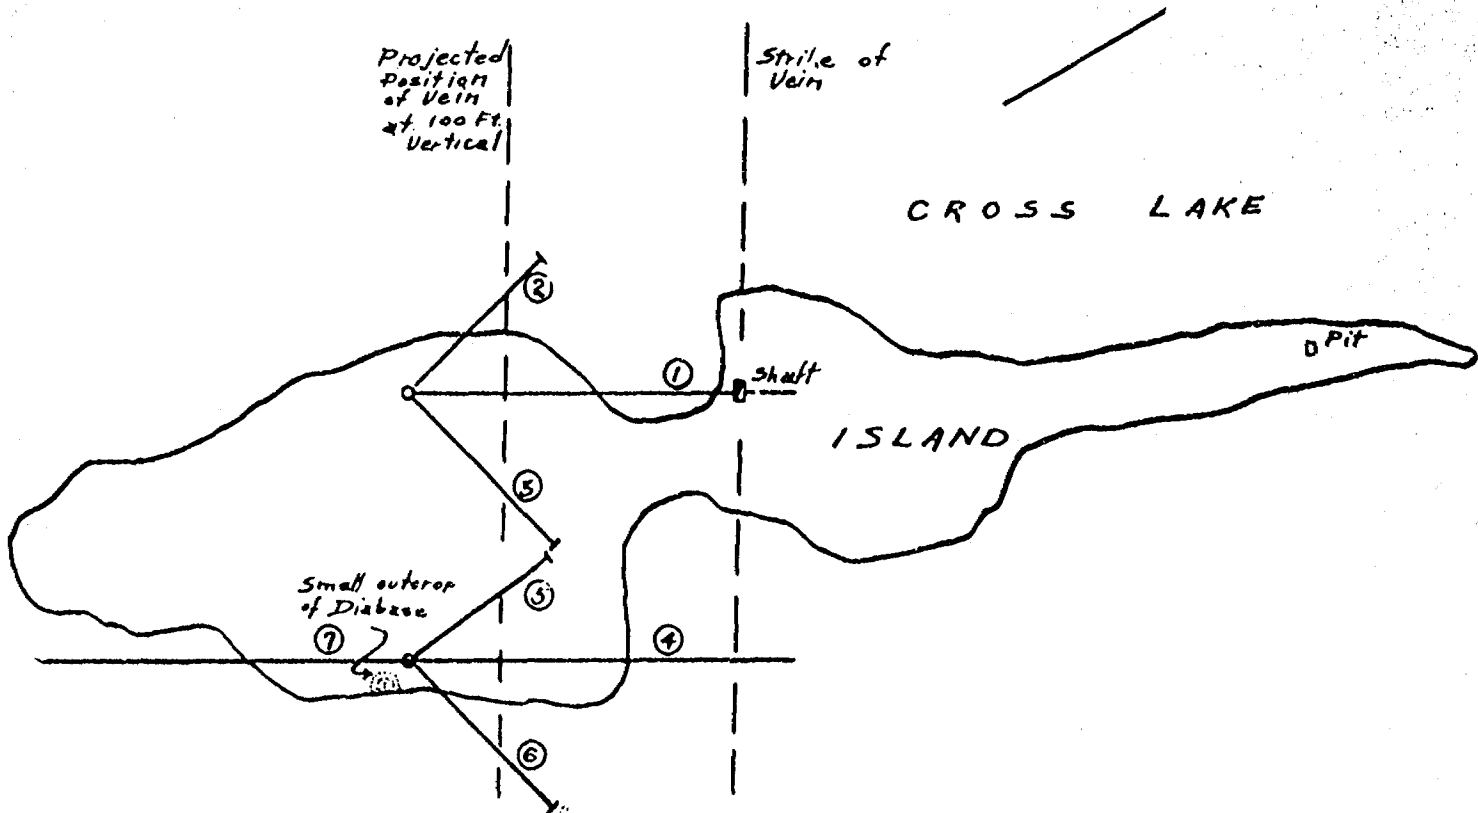 Projected
Position
of Vein
at 100 Ft.
Vertical
Strike of
Vein
CROSS LAKE
2
Pit
1
Shaft
ISLAND
3
Small outcrop
of Diabase
5
7
4
6